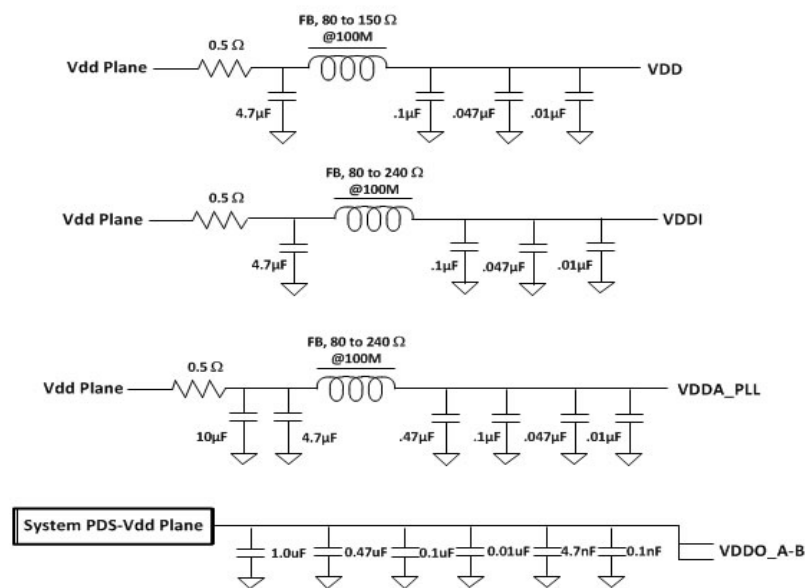 FB, 80 to 150 Ω
@100M
0.5 Ω
Vdd Plane
VDD
4.7µF
.1µF
.047µF
.01µF
FB, 80 to 240 Ω
@100M
0.5 Ω
Vdd Plane
VDDI
4.7µF
.1µF
.047µF
.01µF
FB, 80 to 240 Ω
@100M
0.5 Ω
Vdd Plane
VDDA_PLL
10µF
4.7µF
.47µF
.1µF
.047µF
.01µF
System PDS-Vdd Plane
1.0uF
0.47uF
0.1uF
0.01uF
4.7nF
0.1nF
VDDO_A-B